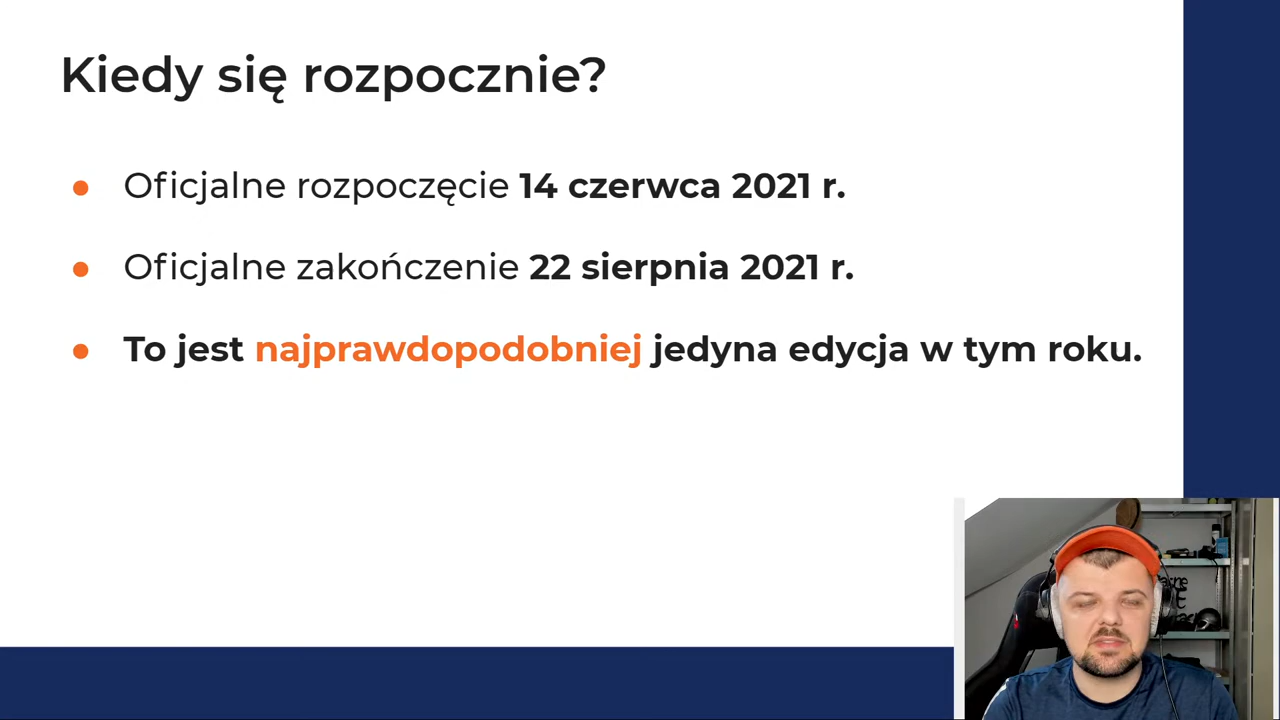 Kiedy się rozpocznie?
Oficjalne rozpoczęcie 14 czerwca 2021 r.
Oficjalne zakończenie 22 sierpnia 2021 r.
To jest najprawdopodobniej jedyna edycja w tym roku.